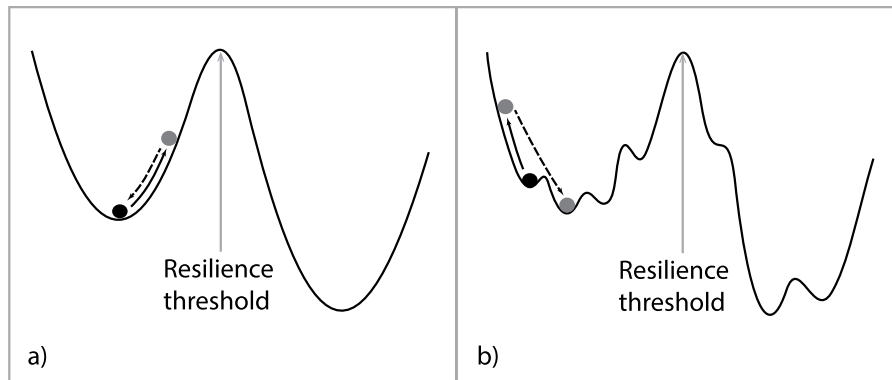 Resilience
threshold
a)
Resilience
threshold
b)